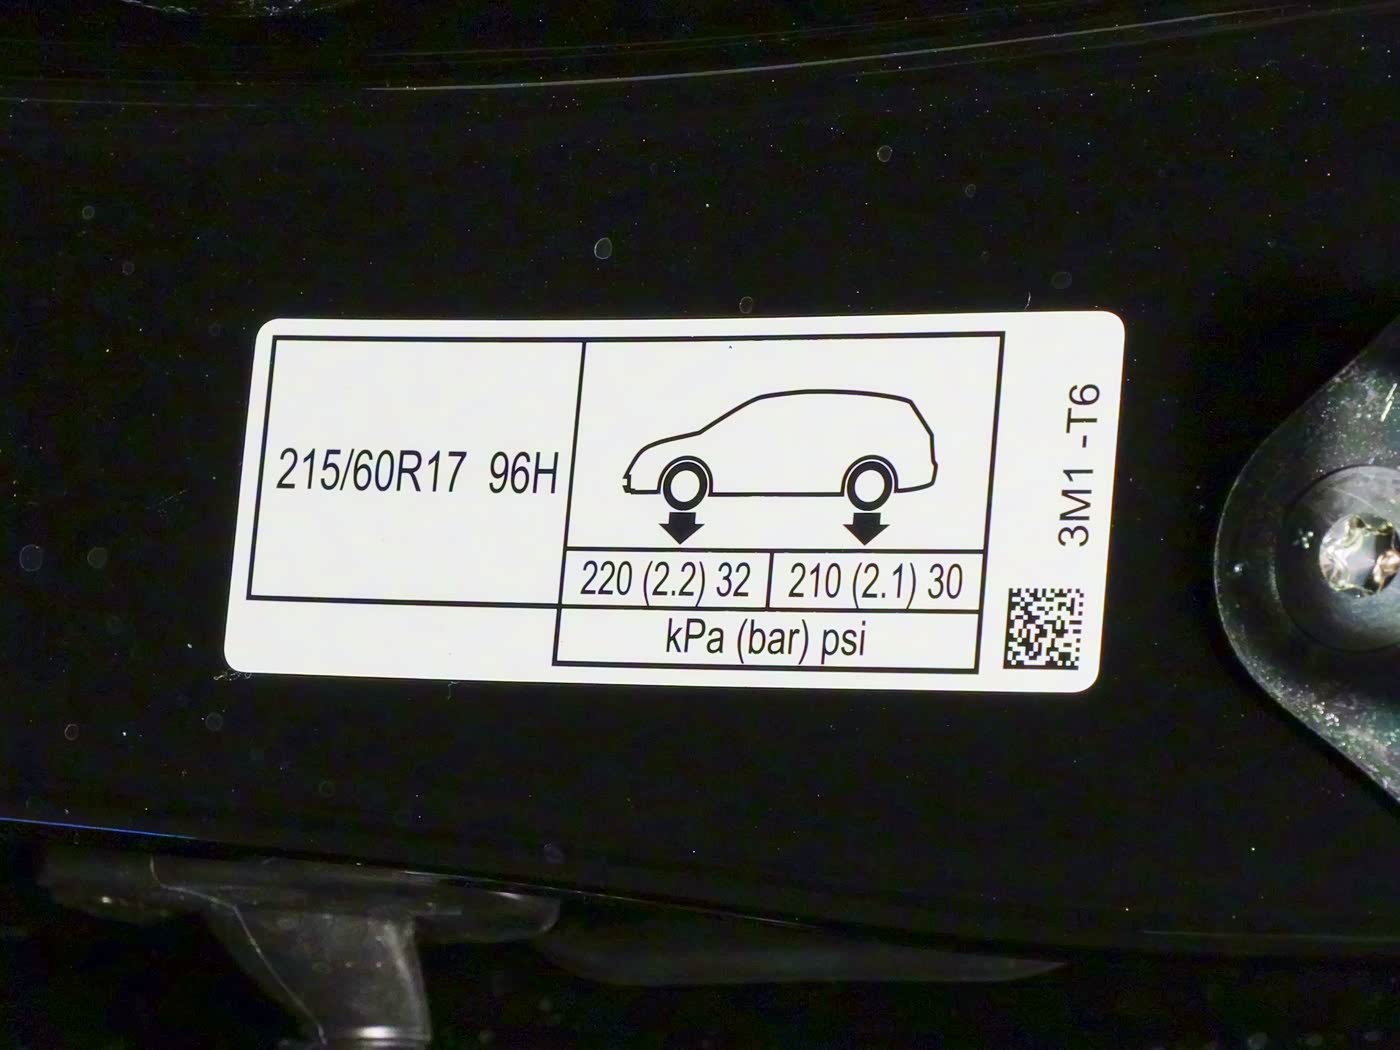 215/60R17 96H
220 (2.2) 32
210 (2.1) 30
kPa (bar) psi
3M1 -T6